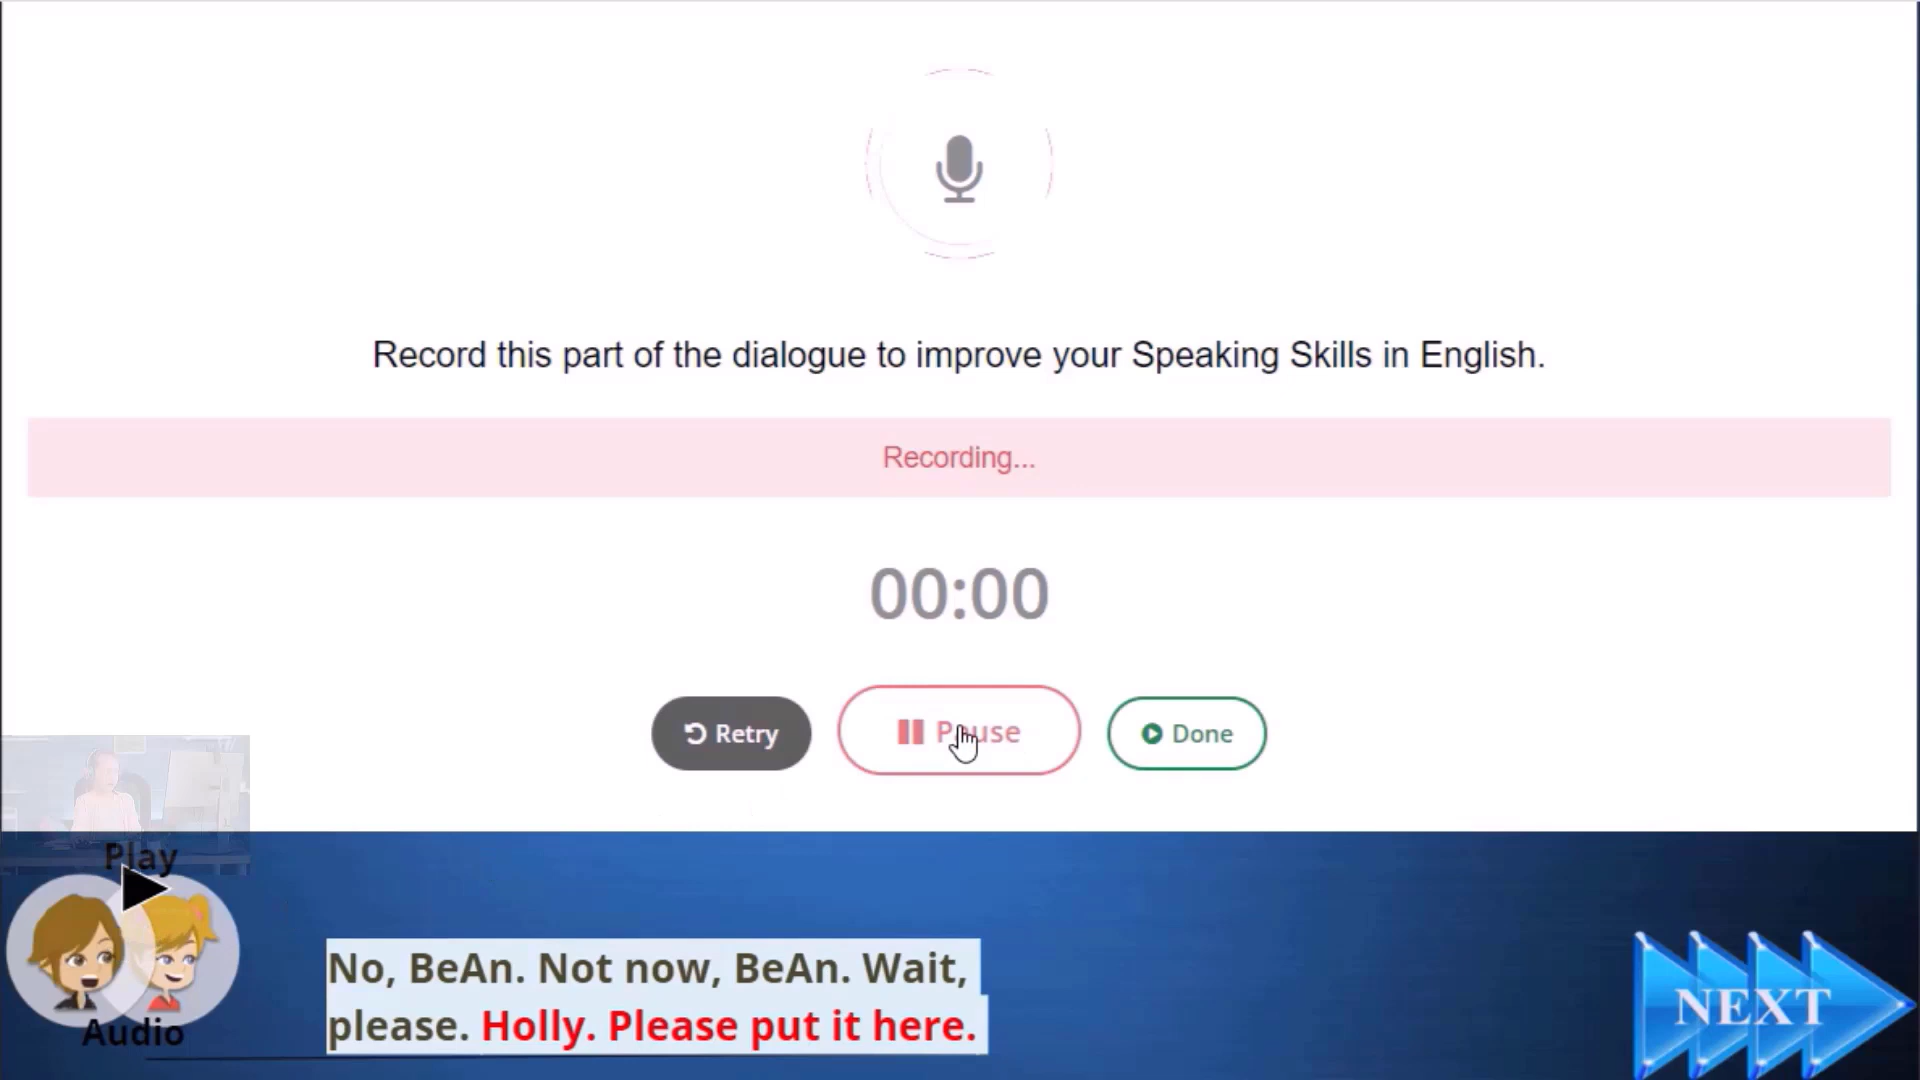 Record this part of the dialogue to improve your Speaking Skills in English.
Recording...
00:00
Retry
Pause
Done
Play
Audio
No, BeAn. Not now, BeAn. Wait,
please. Holly. Please put it here.
NEXT